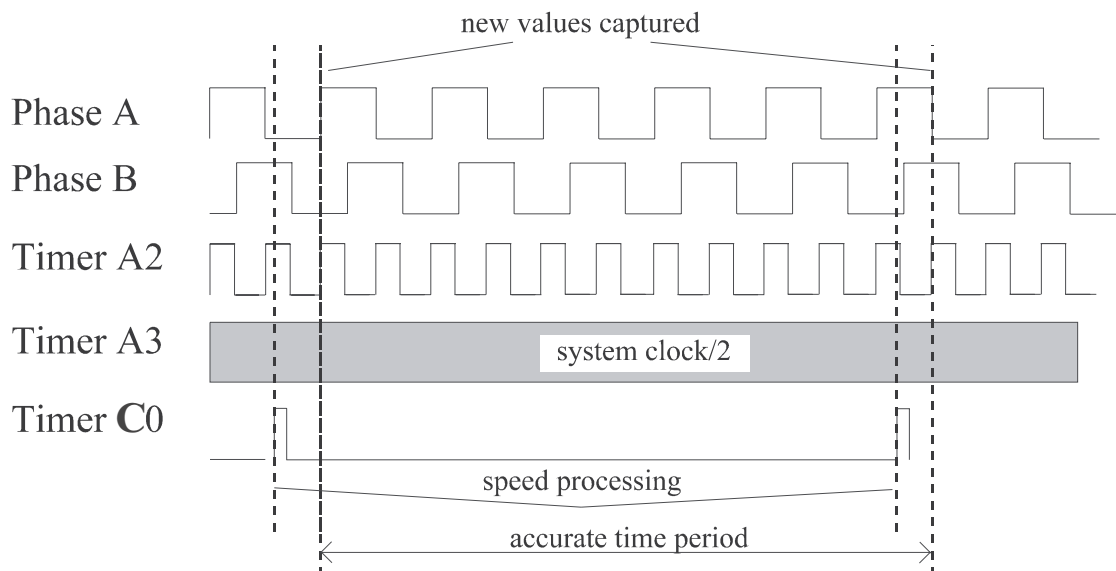 new values captured
Phase A
Phase B
Timer A2
Timer A3
system clock/2
Timer C0
speed processing
accurate time period